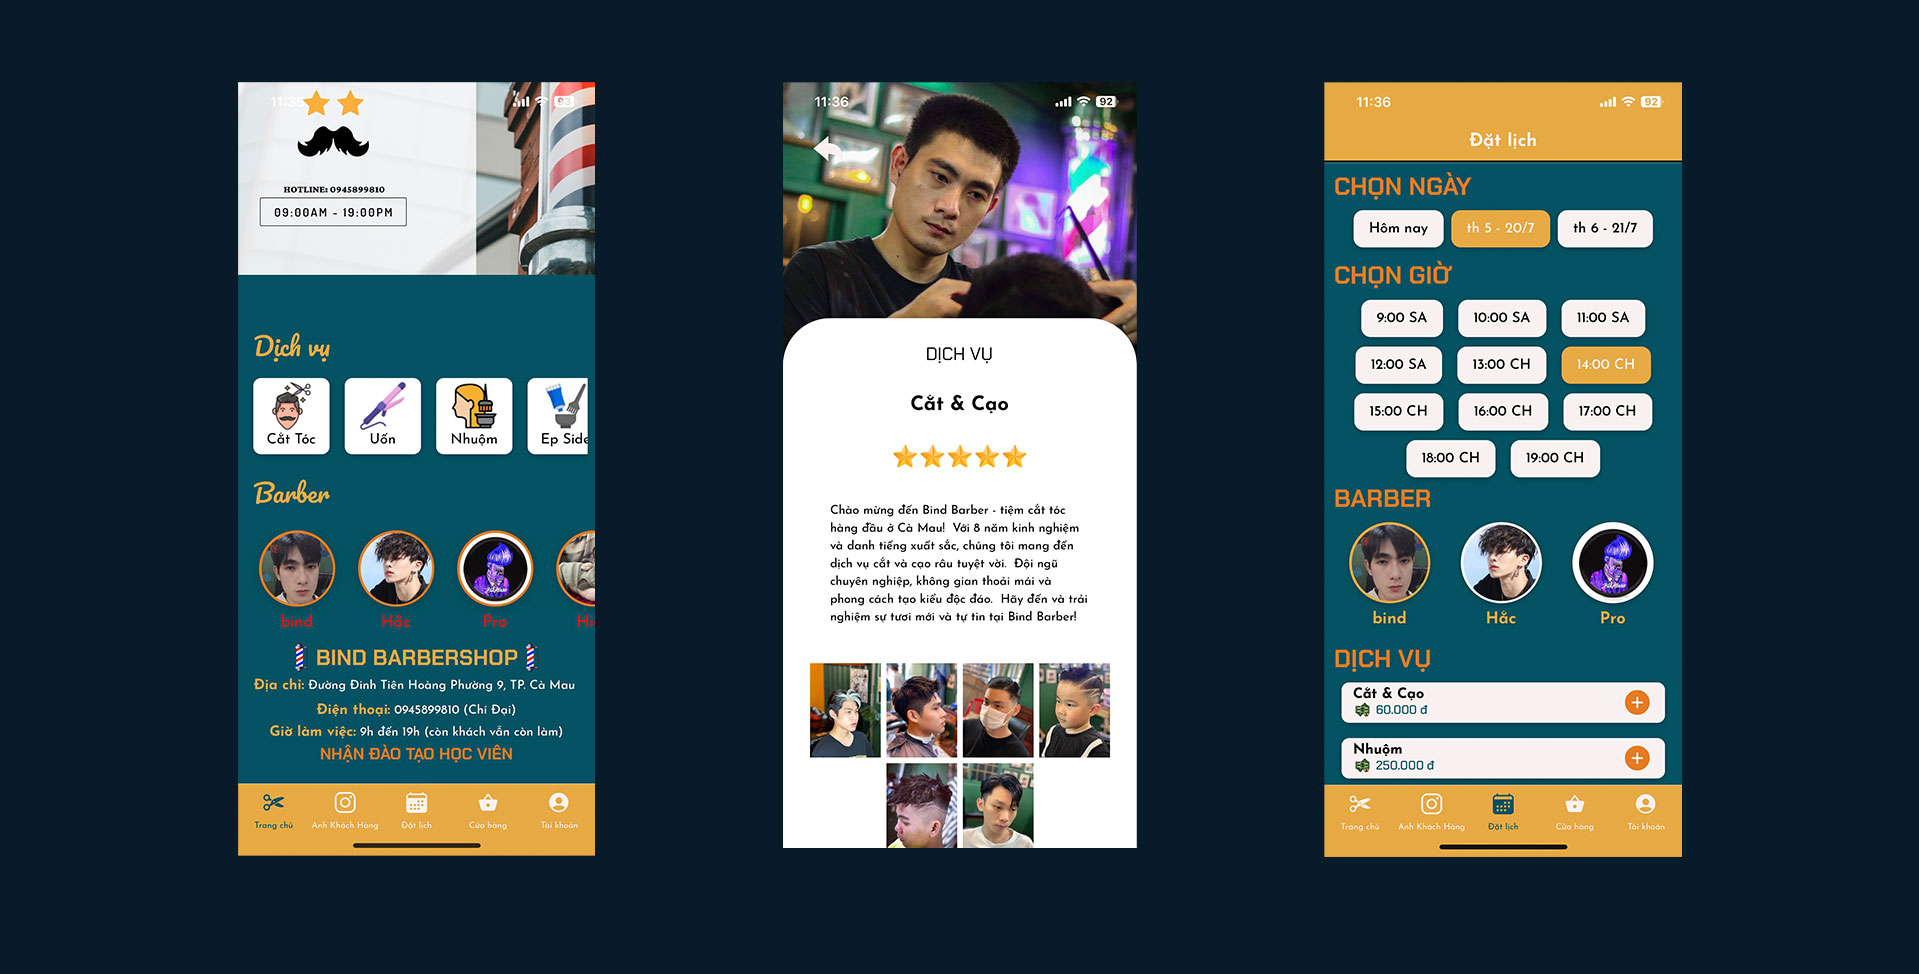 11:35
93
HOTLINE: 0945899810
09:00AM - 19:00PM
Dịch vụ
Cắt Tóc
Uốn
Nhuộm
Ep Side
Barber
bind
Hắc
Pro
BIND BARBERSHOP
Địa chỉ: Đường Đinh Tiên Hoàng Phường 9, TP. Cà Mau
Điện thoại: 0945899810 (Chí Đại)
Giờ làm việc: 9h đến 19h (còn khách vẫn còn làm)
NHẬN ĐÀO TẠO HỌC VIÊN
Trang chủ
Anh Khách Hàng
Đặt lịch
Cửa hàng
Tài khoản
11:36
92
DỊCH VỤ
Cắt & Cạo
Chào mừng đến Bind Barber - tiệm cắt tóc
hàng đầu ở Cà Mau! Với 8 năm kinh nghiệm
và danh tiếng xuất sắc, chúng tôi mang đến
dịch vụ cắt và cạo râu tuyệt vời. Đội ngũ
chuyên nghiệp, không gian thoải mái và
phong cách tạo kiểu độc đáo. Hãy đến và trải
nghiệm sự tươi mới và tự tin tại Bind Barber!
11:36
92
Đặt lịch
CHỌN NGÀY
Hôm nay
th 5 - 20/7
th 6 - 21/7
CHỌN GIỜ
9:00 SA
10:00 SA
11:00 SA
12:00 SA
13:00 CH
14:00 CH
15:00 CH
16:00 CH
17:00 CH
18:00 CH
19:00 CH
BARBER
bind
Hắc
Pro
DỊCH VỤ
Cắt & Cạo
60.000 đ
Nhuộm
250.000 đ
Trang chủ
Anh Khách Hàng
Đặt lịch
Cửa hàng
Tài khoản